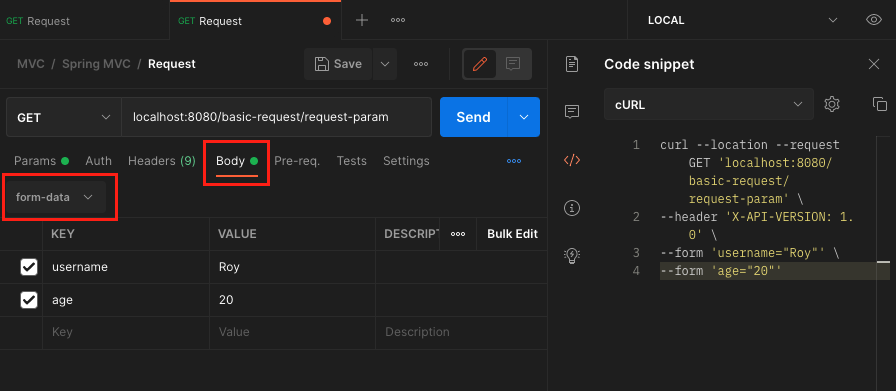 GET Request
GET Request
LOCAL
MVC / Spring MVC / Request
Save
GET
localhost:8080/basic-request/request-param
Send
Params
Auth
Headers (9)
Body
Pre-req.
Tests
Settings
form-data
KEY
VALUE
DESCRIPT
Bulk Edit
username
Roy
age
20
Key
Value
Description
Code snippet
cURL
1 curl --location --request
GET 'localhost:8080/
basic-request/
request-param' \
2 --header 'X-API-VERSION: 1.
0' \
3 --form 'username="Roy"' \
4 --form 'age="20"'